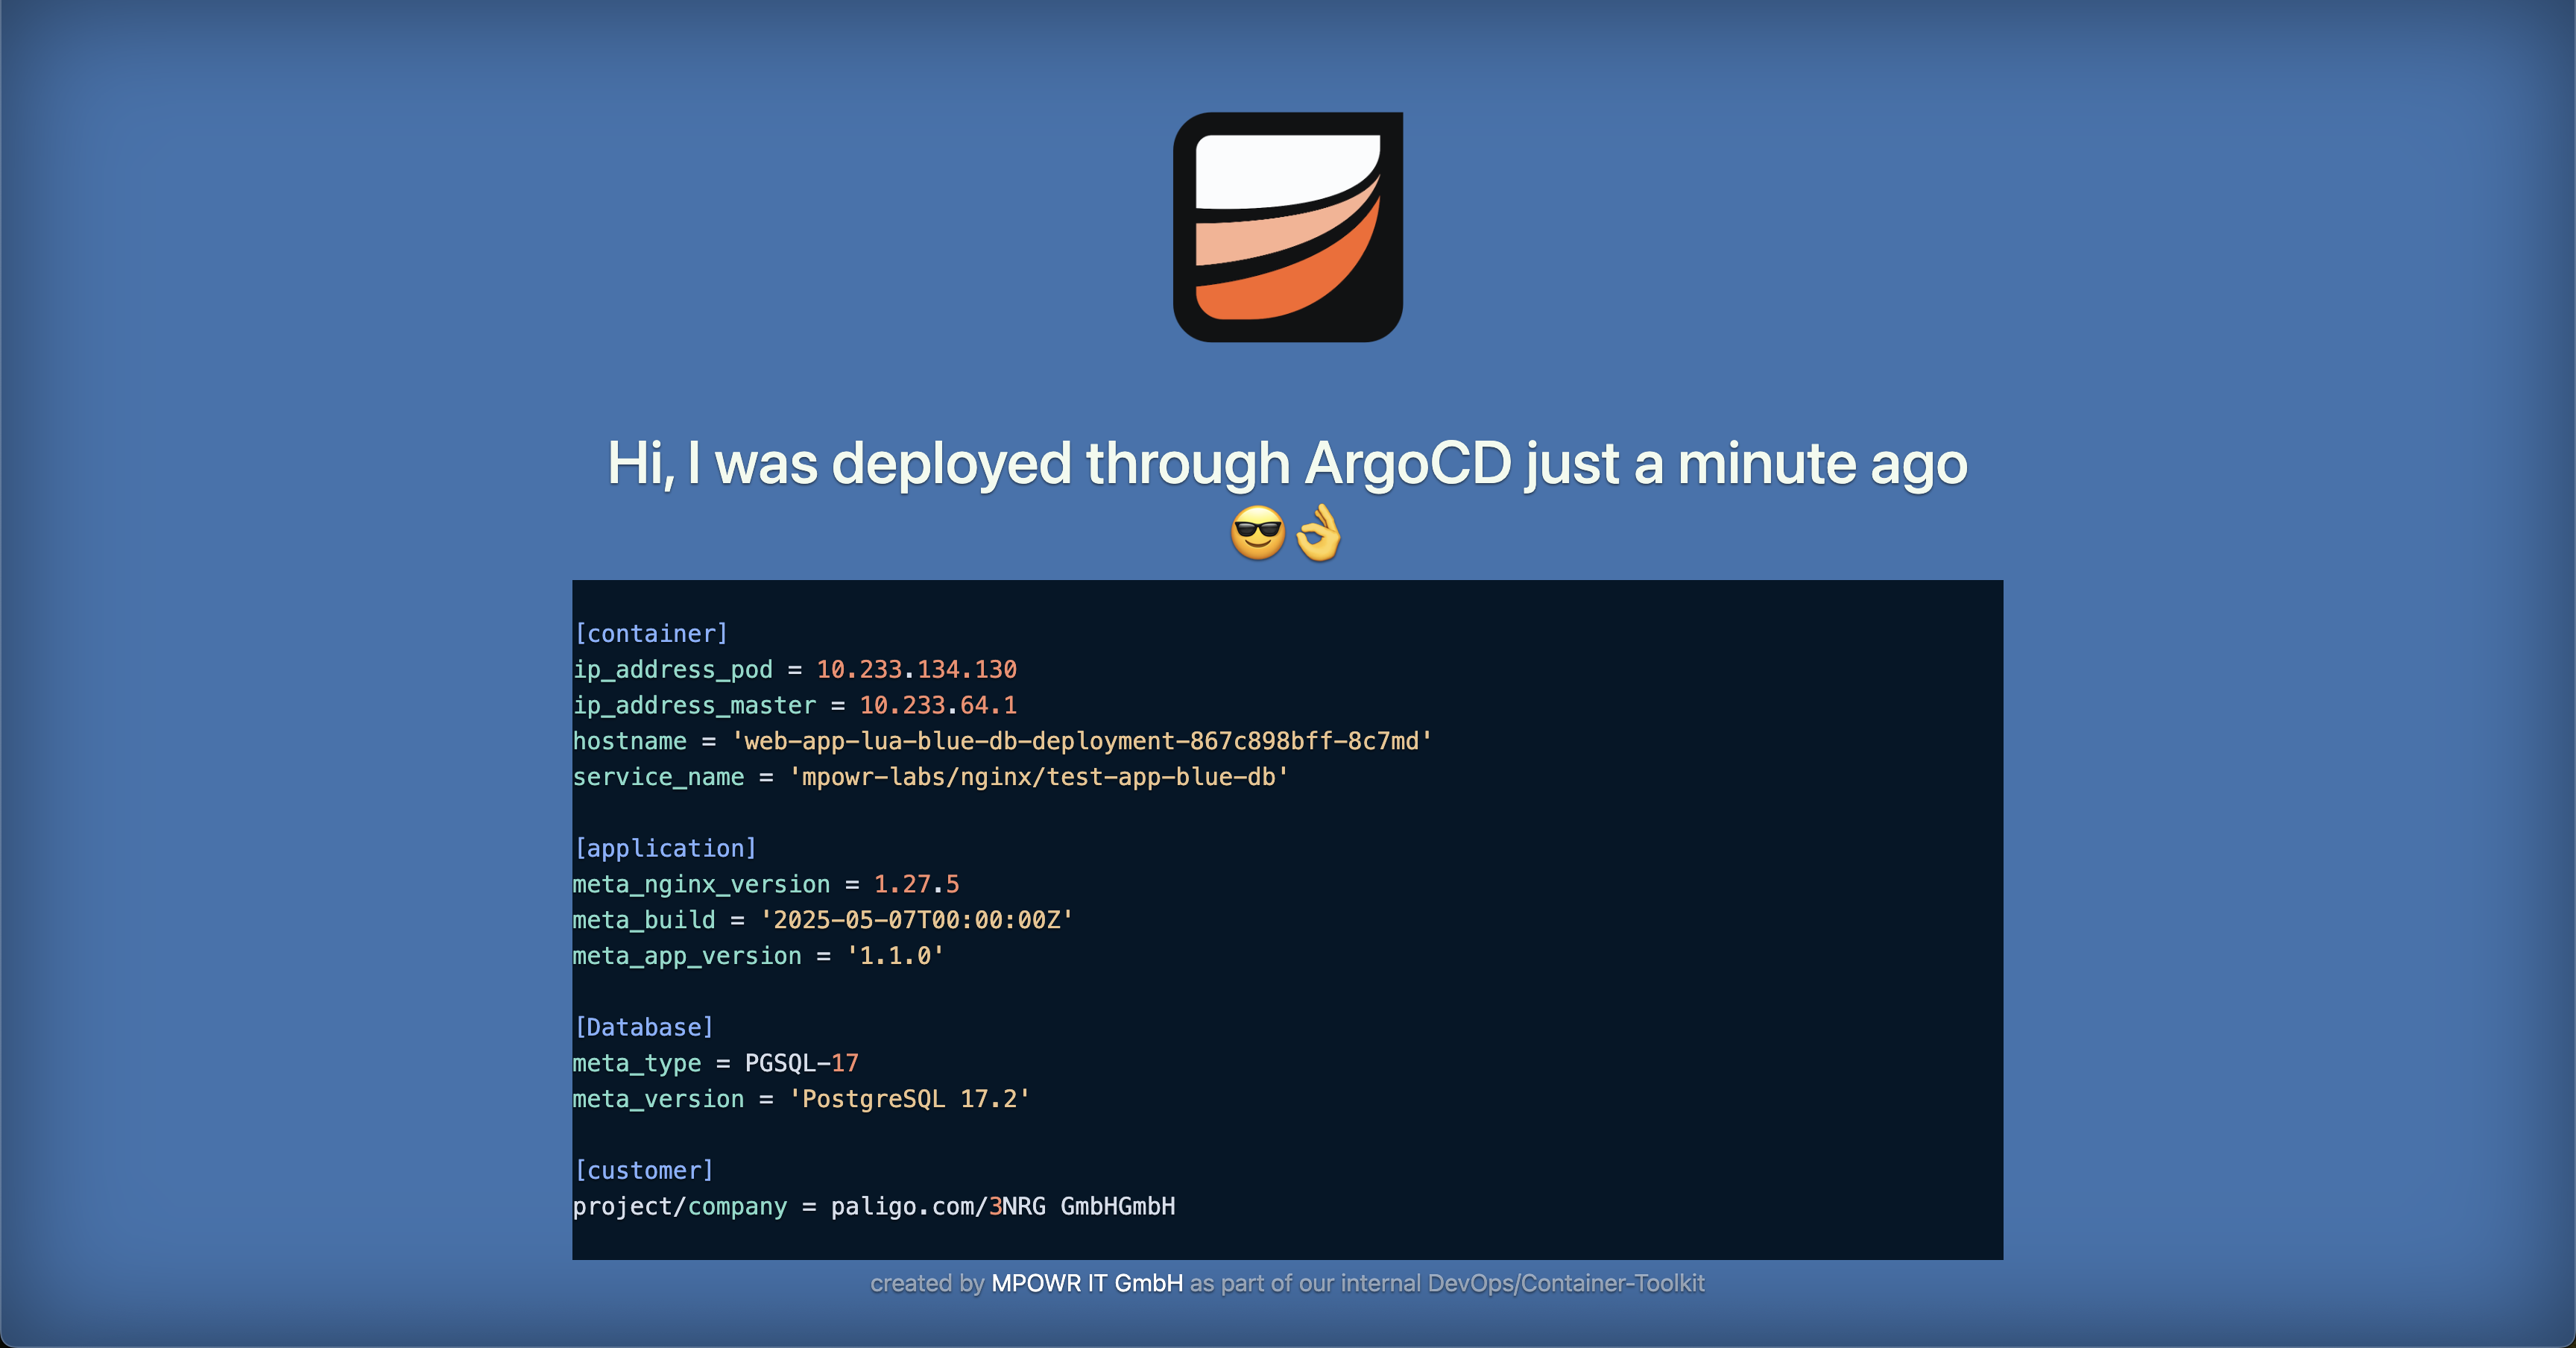 Hi, I was deployed through ArgoCD just a minute ago
😎👌
[container]
ip_address_pod = 10.233.134.130
ip_address_master = 10.233.64.1
hostname = 'web-app-lua-blue-db-deployment-867c898bff-8c7md'
service_name = 'mpowr-labs/nginx/test-app-blue-db'
[application]
meta_nginx_version = 1.27.5
meta_build = '2025-05-07T00:00:00Z'
meta_app_version = '1.1.0'
[Database]
meta_type = PGSQL-17
meta_version = 'PostgreSQL 17.2'
[customer]
project/company = paligo.com/3NRG GmbHGmbH
created by MPOWR IT GmbH as part of our internal DevOps/Container-Toolkit